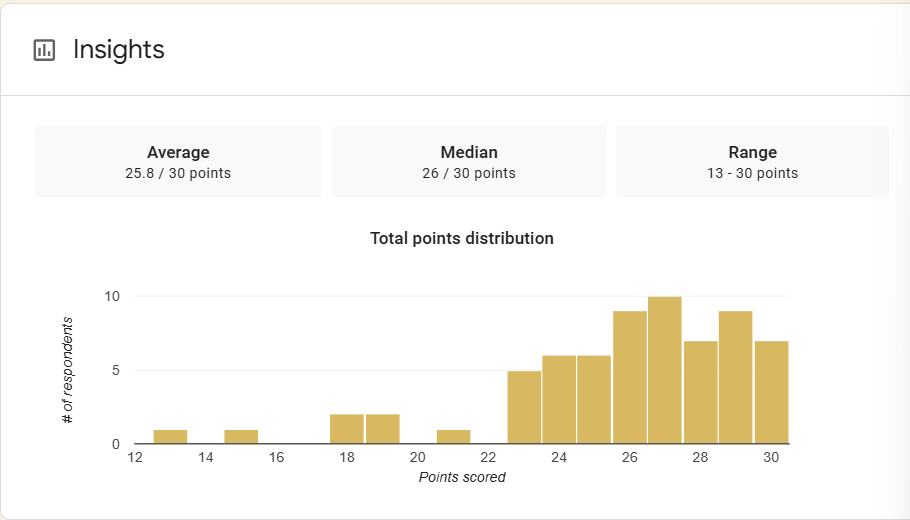 Insights
Average
25.8 / 30 points
Median
26 / 30 points
Range
13 - 30 points
Total points distribution
# of respondents
10
5
0
12 14 16 18 20 22 24 26 28 30
Points scored